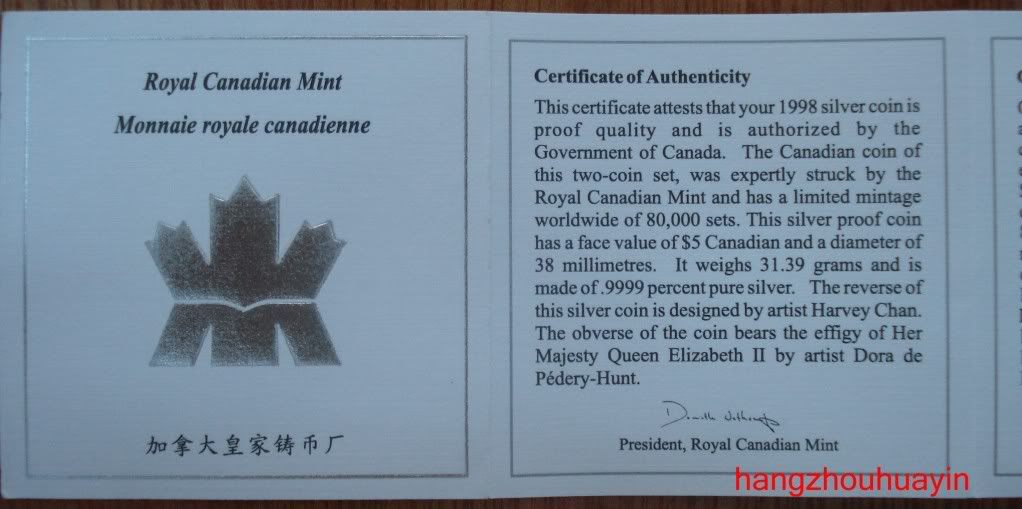 Royal Canadian Mint
Monnaie royale canadienne
加拿大皇家铸币厂
Certificate of Authenticity
This certificate attests that your 1998 silver coin is
proof quality and is authorized by the
Government of Canada. The Canadian coin of
this two-coin set, was expertly struck by the
Royal Canadian Mint and has a limited mintage
worldwide of 80,000 sets. This silver proof coin
has a face value of $5 Canadian and a diameter of
38 millimetres. It weighs 31.39 grams and is
made of .9999 percent pure silver. The reverse of
this silver coin is designed by artist Harvey Chan.
The obverse of the coin bears the effigy of Her
Majesty Queen Elizabeth II by artist Dora de
Pédery-Hunt.
President, Royal Canadian Mint
hangzhouhuayin